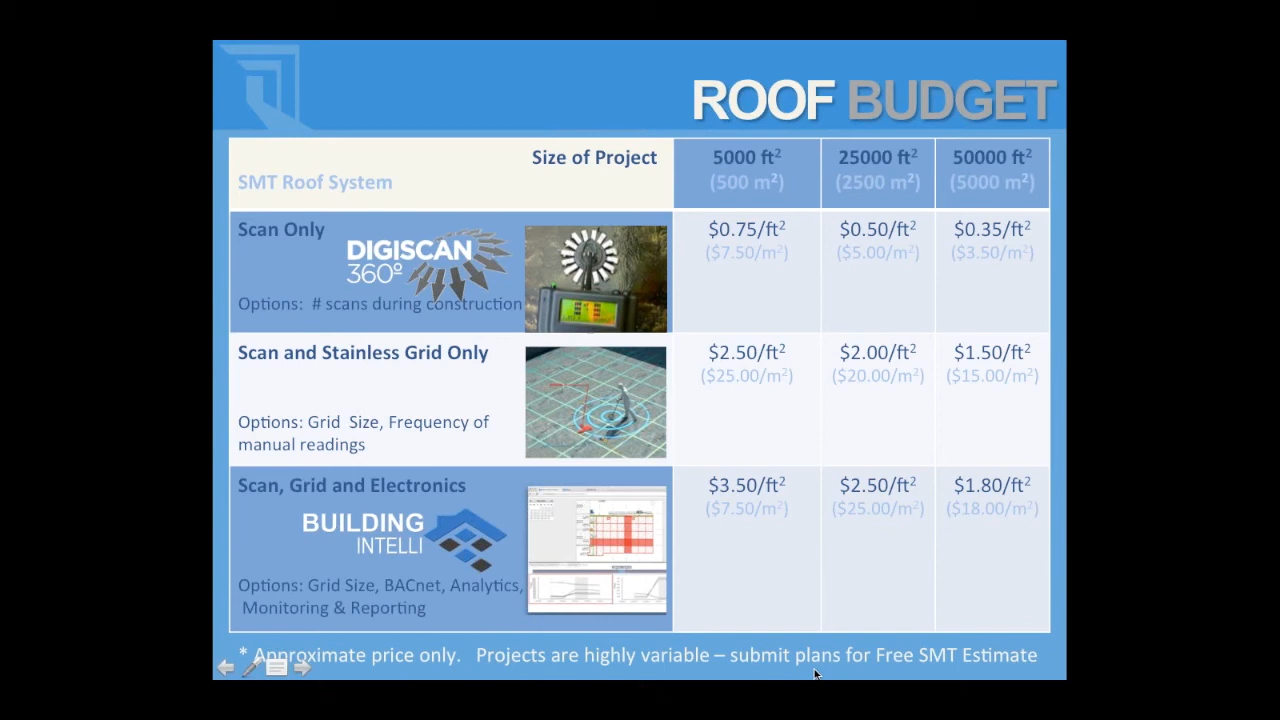 ROOF BUDGET
Size of Project
SMT Roof System
5000 ft²
(500 m²)
25000 ft²
(2500 m²)
50000 ft²
(5000 m²)
Scan Only
DIGISCAN
360º
Options: # scans during construction
$0.75/ft²
($7.50/m²)
$0.50/ft²
($5.00/m²)
$0.35/ft²
($3.50/m²)
Scan and Stainless Grid Only
Options: Grid Size, Frequency of
manual readings
$2.50/ft²
($25.00/m²)
$2.00/ft²
($20.00/m²)
$1.50/ft²
($15.00/m²)
Scan, Grid and Electronics
BUILDING
INTELLI
Options: Grid Size, BACnet, Analytics,
Monitoring & Reporting
$3.50/ft²
($7.50/m²)
$2.50/ft²
($25.00/m²)
$1.80/ft²
($18.00/m²)
* Approximate price only. Projects are highly variable – submit plans for Free SMT Estimate